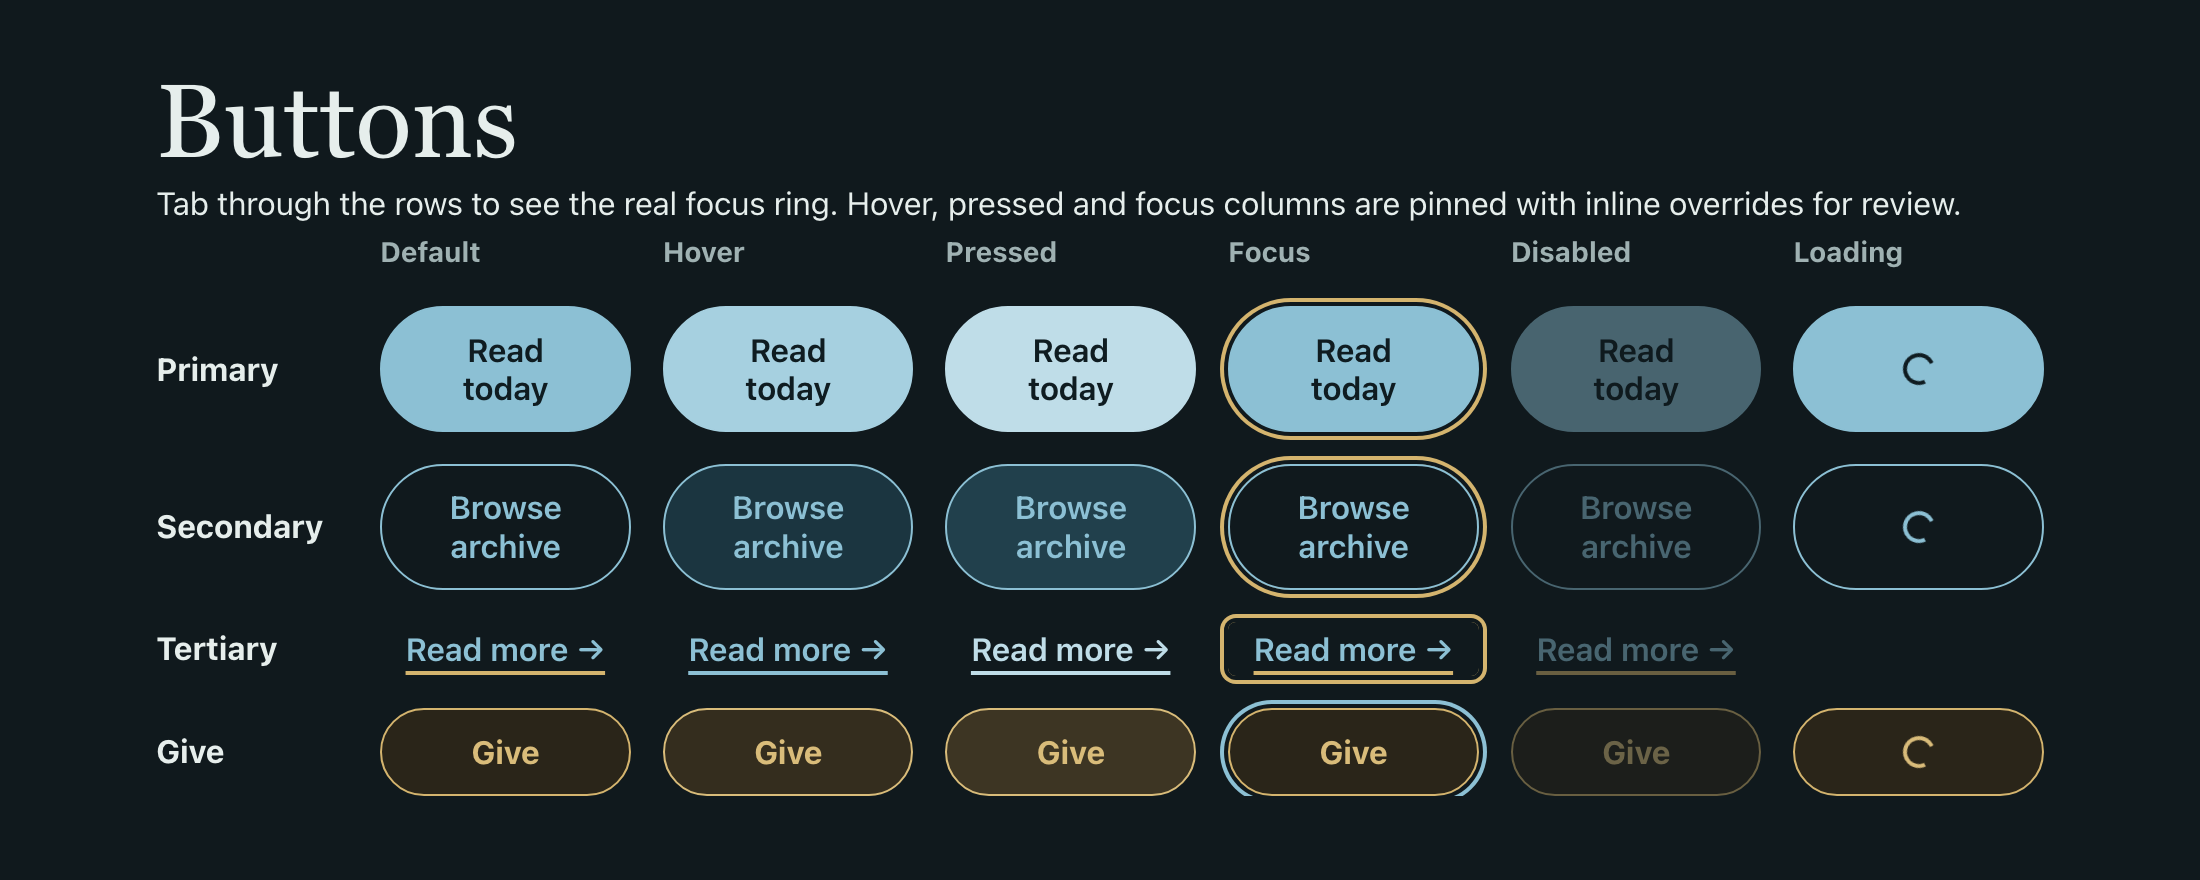 Buttons
Tab through the rows to see the real focus ring. Hover, pressed and focus columns are pinned with inline overrides for review.
Default Hover Pressed Focus Disabled Loading
Primary
Read today Read today Read today Read today Read today
Secondary
Browse archive Browse archive Browse archive Browse archive Browse archive
Tertiary Read more → Read more → Read more → Read more → Read more →
Give Give Give Give Give Give